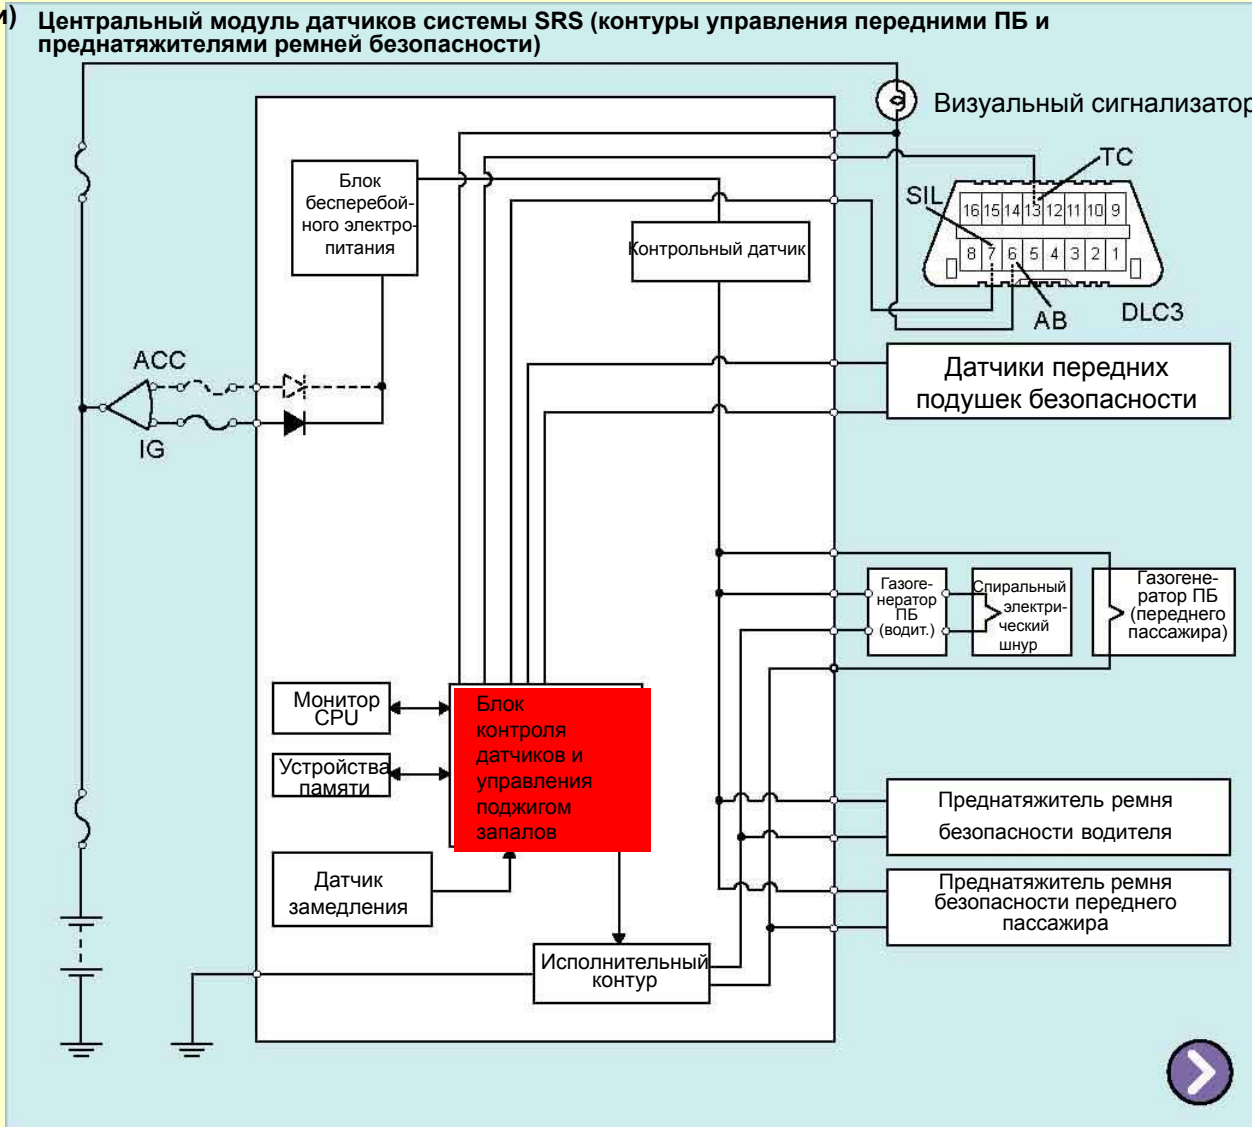 и)
Центральный модуль датчиков системы SRS (контуры управления передними ПБ и
преднатяжителями ремней безопасности)
Визуальный сигнализатор
TC
SIL
16 15 14 13 12 11 10 9
8 7 6 5 4 3 2 1
AB
DLC3
Блок
бесперебой-
ного электро-
питания
Контрольный датчик
ACC
IG
Датчики передних
подушек безопасности
Газоге-
нератор
ПБ
(водит.)
Спиральный
электри-
ческий
шнур
Газогене-
ратор ПБ
(переднего
пассажира)
Монитор
CPU
Устройства
памяти
Блок
контроля
датчиков и
управления
поджигом
запалов
Датчик
замедления
Исполнительный
контур
Преднатяжитель ремня
безопасности водителя
Преднатяжитель ремня
безопасности переднего
пассажира